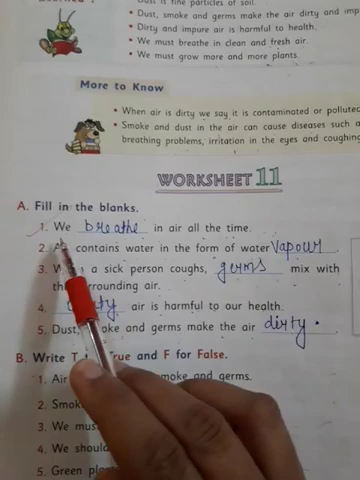 Dust is fine particles of soil.
• Dust, smoke and germs make the air dirty and imp
• Dirty and impure air is harmful to health.
• We must breathe in clean and fresh air.
• We must grow more and more plants.
More to Know
• When air is dirty we say it is contaminated or polluted
• Smoke and dust in the air can cause diseases such a
breathing problems, irritation in the eyes and coughing
WORKSHEET 11
A. Fill in the blanks.
1. We breathe in air all the time.
2. A contains water in the form of water vapour
3. W a sick person coughs, germs mix with
the rrounding air.
4. ty air is harmful to our health.
5. Dust, oke and germs make the air dirty.
B. Write T rue and F for False.
1. Air moke and germs.
2. Smok
3. We mus
4. We shoul
5. Green pl